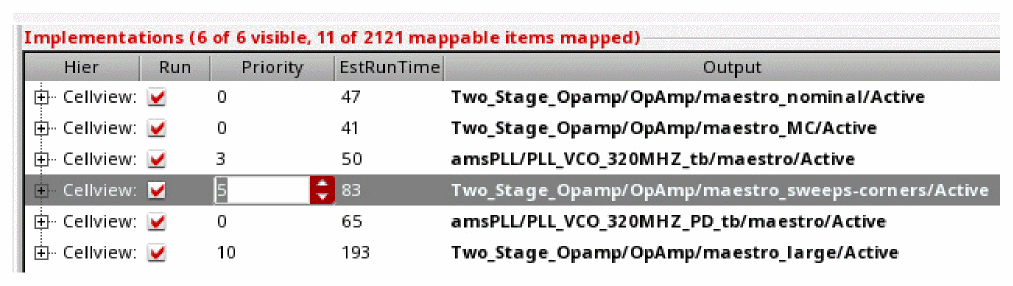 Implementations (6 of 6 visible, 11 of 2121 mappable items mapped)
Hier Run Priority EstRunTime Output
Cellview: 0 47 Two_Stage_Opamp/OpAmp/maestro_nominal/Active
Cellview: 0 41 Two_Stage_Opamp/OpAmp/maestro_MC/Active
Cellview: 3 50 amsPLL/PLL_VCO_320MHZ_tb/maestro/Active
Cellview: 5 83 Two_Stage_Opamp/OpAmp/maestro_sweeps-corners/Active
Cellview: 0 65 amsPLL/PLL_VCO_320MHZ_PD_tb/maestro/Active
Cellview: 10 193 Two_Stage_Opamp/OpAmp/maestro_large/Active